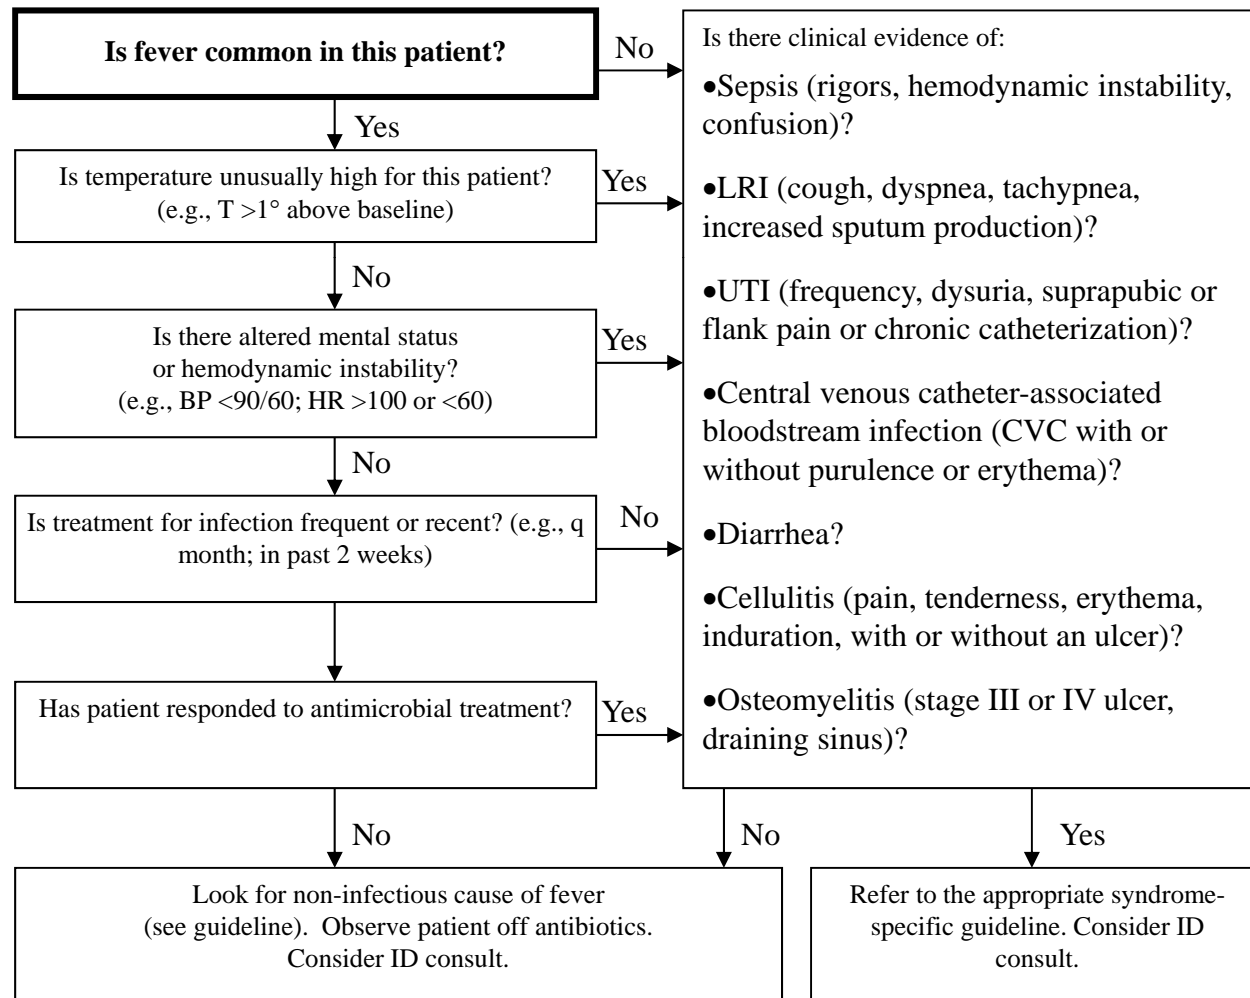 Is fever common in this patient?
No
Yes
Is temperature unusually high for this patient?
(e.g., T >1° above baseline)
Yes
No
Is there altered mental status
or hemodynamic instability?
(e.g., BP <90/60; HR >100 or <60)
Yes
No
Is treatment for infection frequent or recent? (e.g., q
month; in past 2 weeks)
No
Has patient responded to antimicrobial treatment?
Yes
No
Is there clinical evidence of:
•Sepsis (rigors, hemodynamic instability,
confusion)?
•LRI (cough, dyspnea, tachypnea,
increased sputum production)?
•UTI (frequency, dysuria, suprapubic or
flank pain or chronic catheterization)?
•Central venous catheter-associated
bloodstream infection (CVC with or
without purulence or erythema)?
•Diarrhea?
•Cellulitis (pain, tenderness, erythema,
induration, with or without an ulcer)?
•Osteomyelitis (stage III or IV ulcer,
draining sinus)?
No
Yes
Look for non-infectious cause of fever
(see guideline).  Observe patient off antibiotics.
Consider ID consult.
Refer to the appropriate syndrome-
specific guideline. Consider ID
consult.